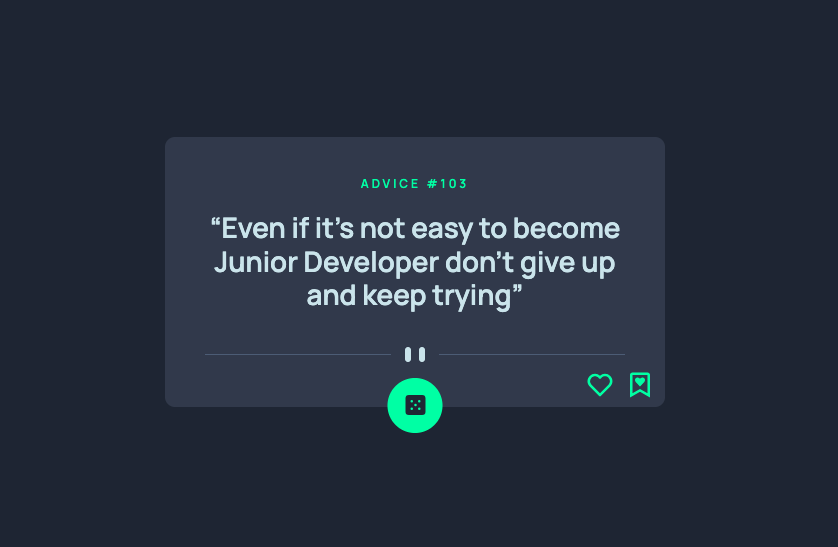 ADVICE #103
“Even if it’s not easy to become
Junior Developer don’t give up
and keep trying”